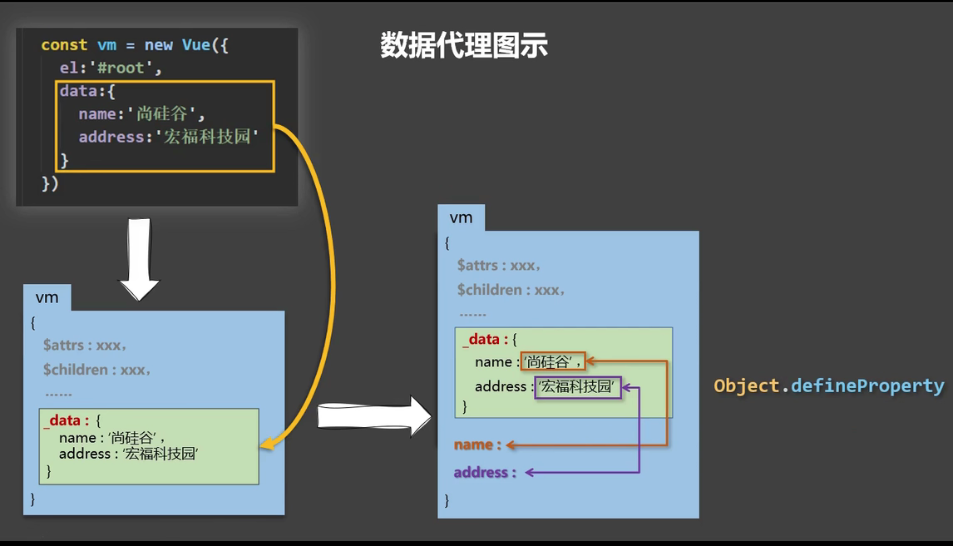 数据代理图示
const vm = new Vue({
el:'#root',
data:{
name:'尚硅谷',
address:'宏福科技园'
}
})
vm
{
$attrs : xxx,
$children : xxx,
......
_data : {
name : '尚硅谷' ,
address : '宏福科技园'
}
}
vm
{
$attrs : xxx,
$children : xxx,
......
_data : {
name : '尚硅谷' ,
address : '宏福科技园'
}
name :
address :
}
Object.defineProperty